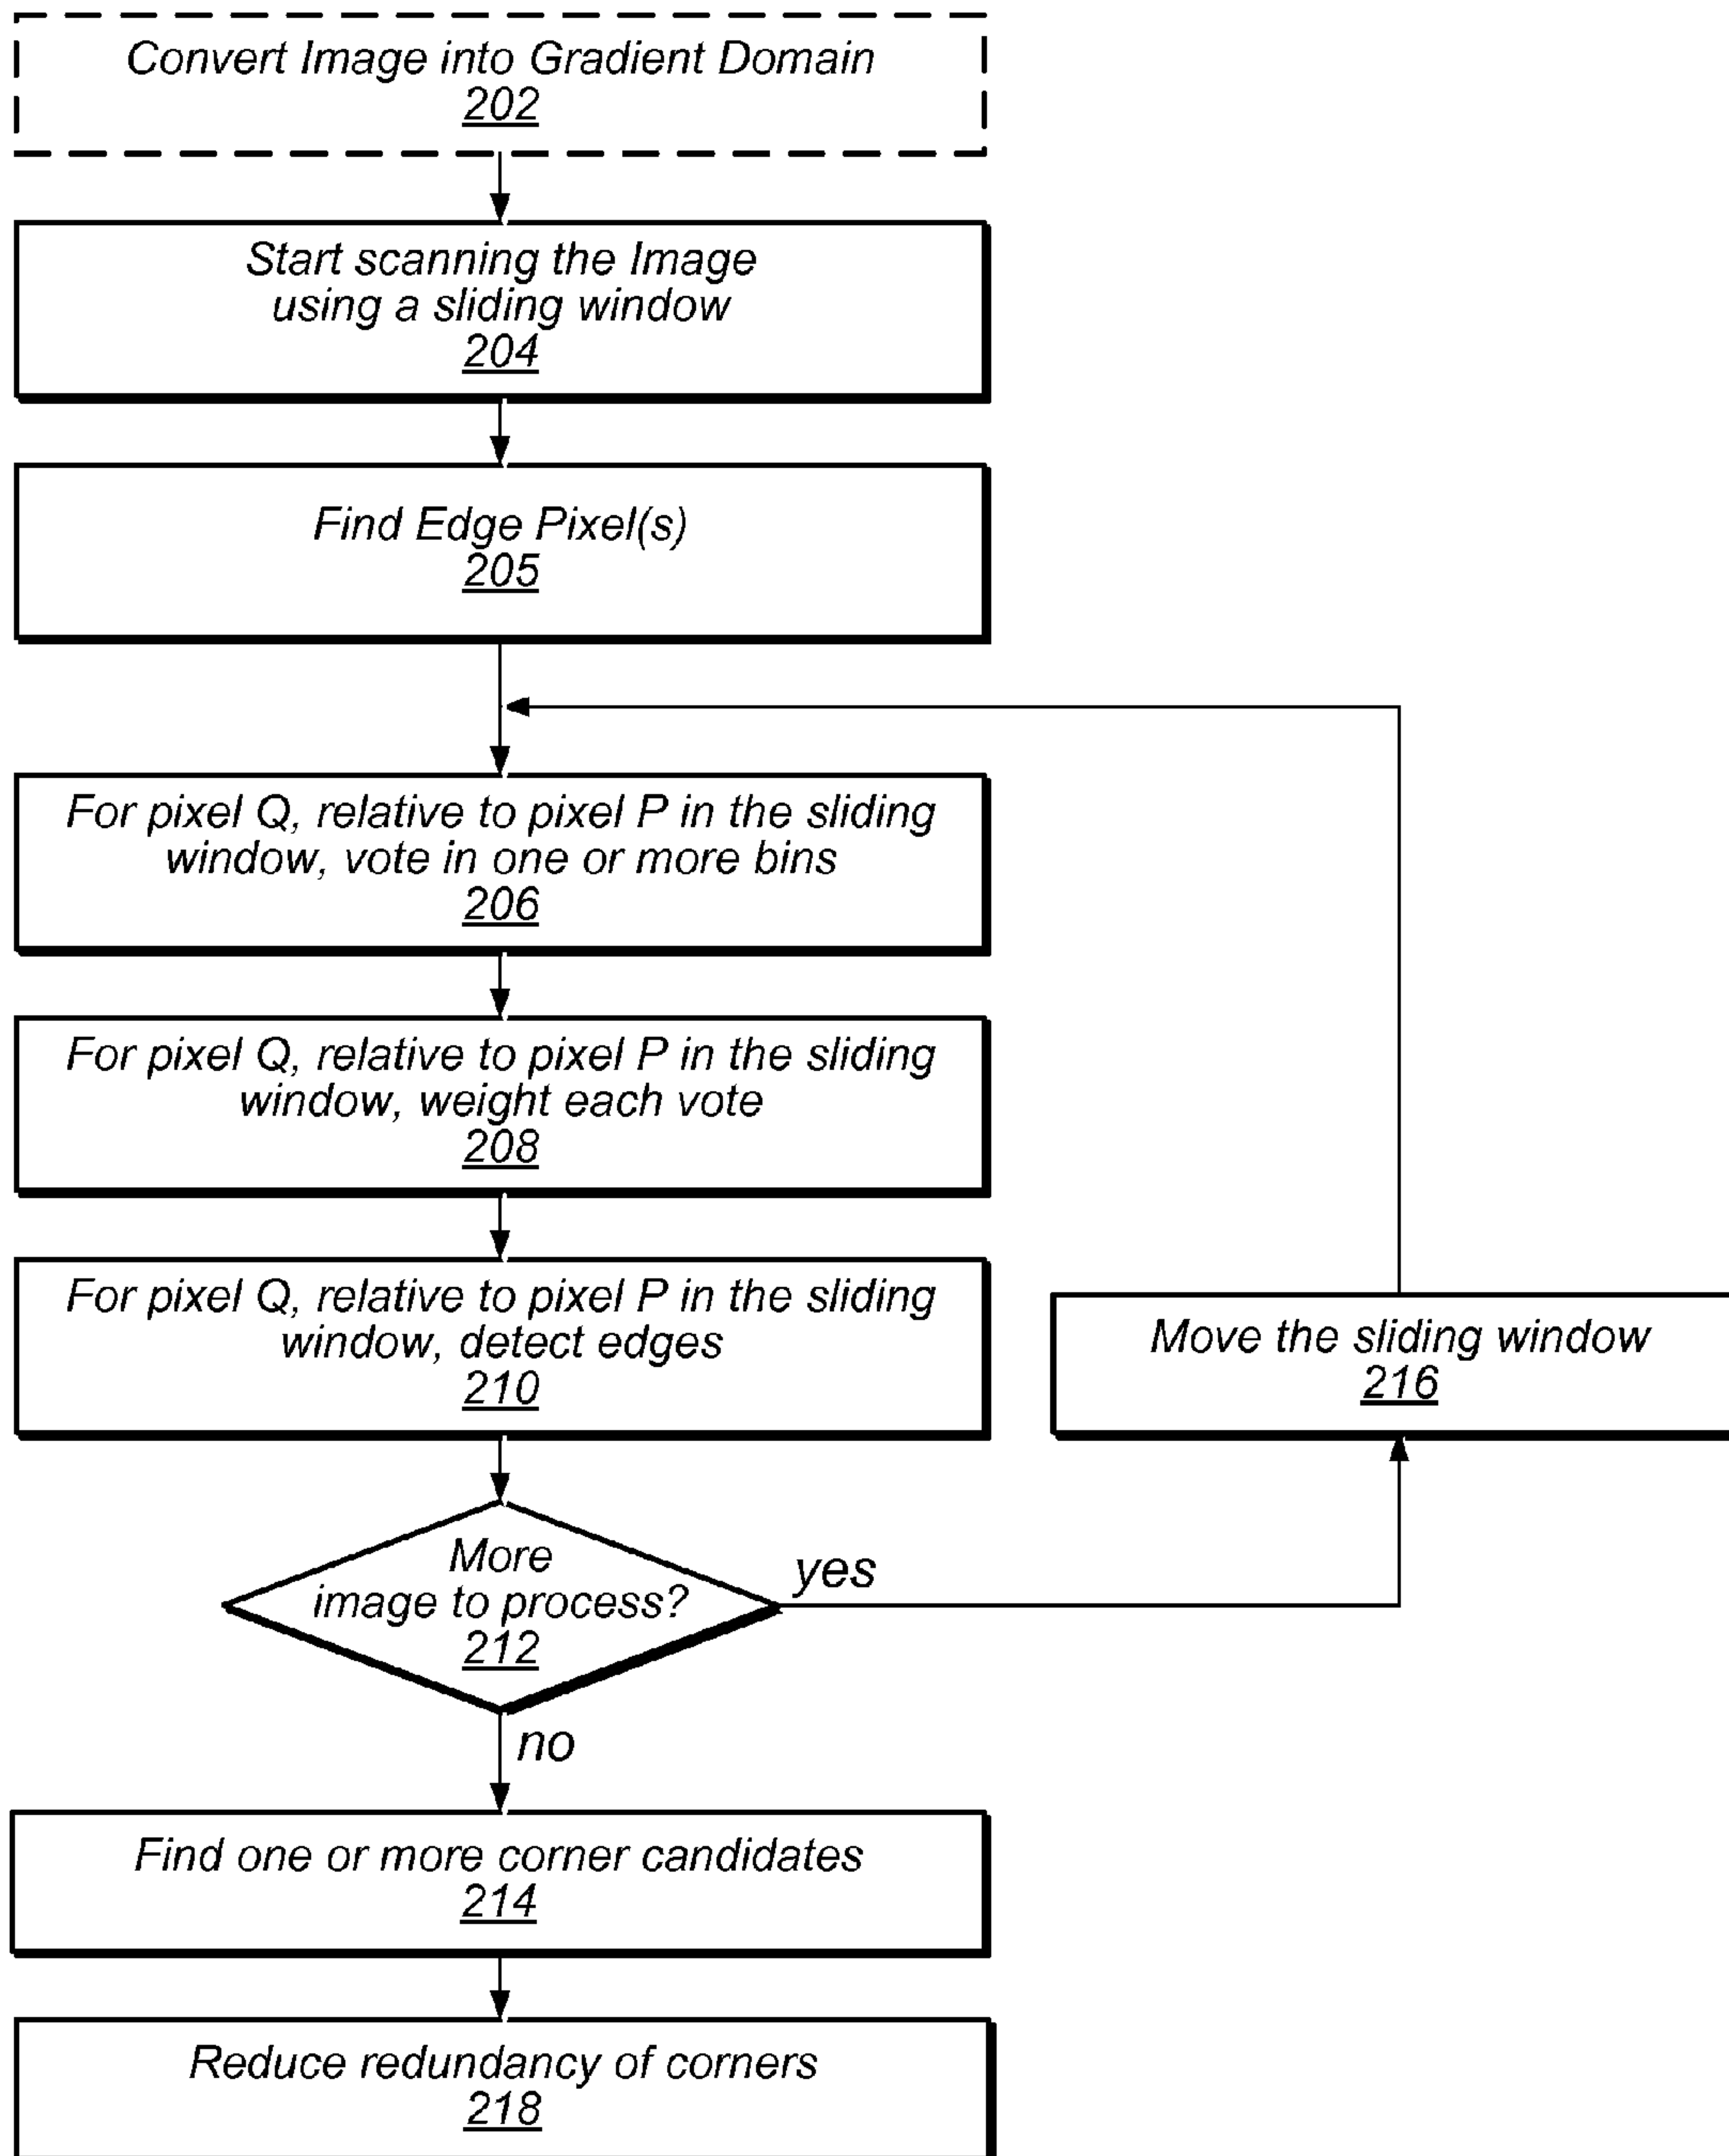 Convert Image into Gradient Domain
202
Start scanning the Image
using a sliding window
204
Find Edge Pixel(s)
205
For pixel Q, relative to pixel P in the sliding
window, vote in one or more bins
206
For pixel Q, relative to pixel P in the sliding
window, weight each vote
208
For pixel Q, relative to pixel P in the sliding
window, detect edges
210
Move the sliding window
216
More
image to process?
212
yes
no
Find one or more corner candidates
214
Reduce redundancy of corners
218